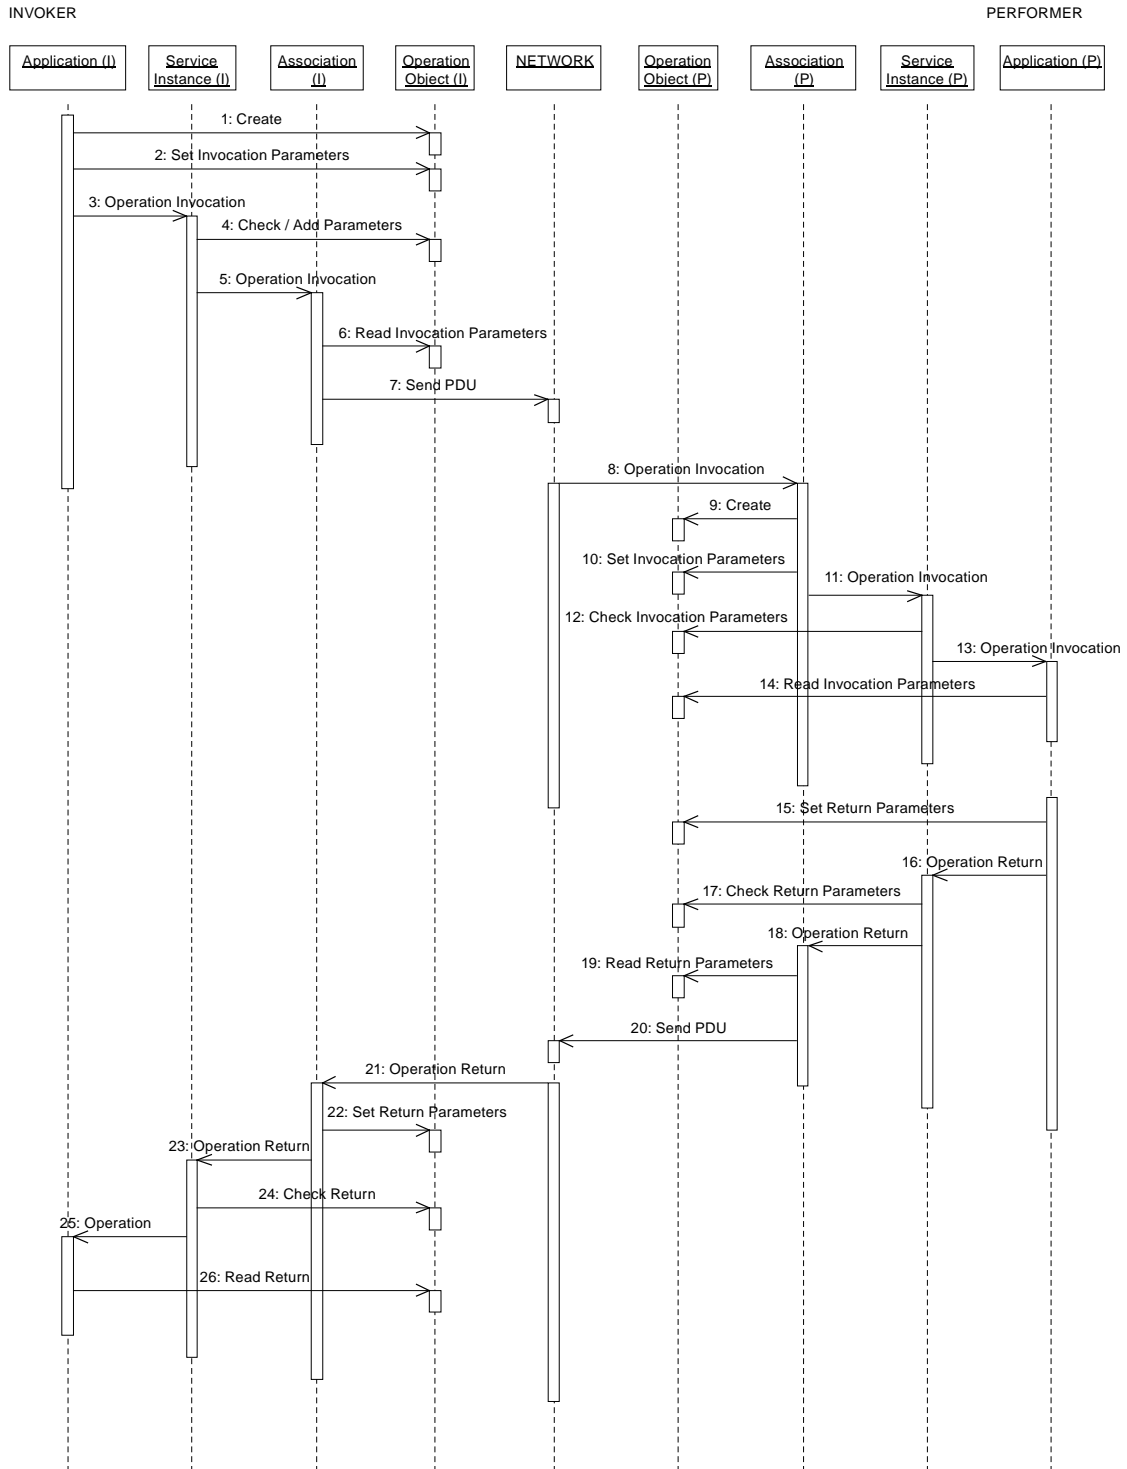 INVOKER
PERFORMER
Application (I)
Service
Instance (I)
Association
(I)
Operation
Object (I)
NETWORK
Operation
Object (P)
Association
(P)
Service
Instance (P)
Application (P)
1: Create
2: Set Invocation Parameters
3: Operation Invocation
4: Check / Add Parameters
5: Operation Invocation
6: Read Invocation Parameters
7: Send PDU
8: Operation Invocation
9: Create
10: Set Invocation Parameters
11: Operation Invocation
12: Check Invocation Parameters
13: Operation Invocation
14: Read Invocation Parameters
15: Set Return Parameters
16: Operation Return
17: Check Return Parameters
18: Operation Return
19: Read Return Parameters
20: Send PDU
21: Operation Return
22: Set Return Parameters
23: Operation Return
24: Check Return
25: Operation
26: Read Return